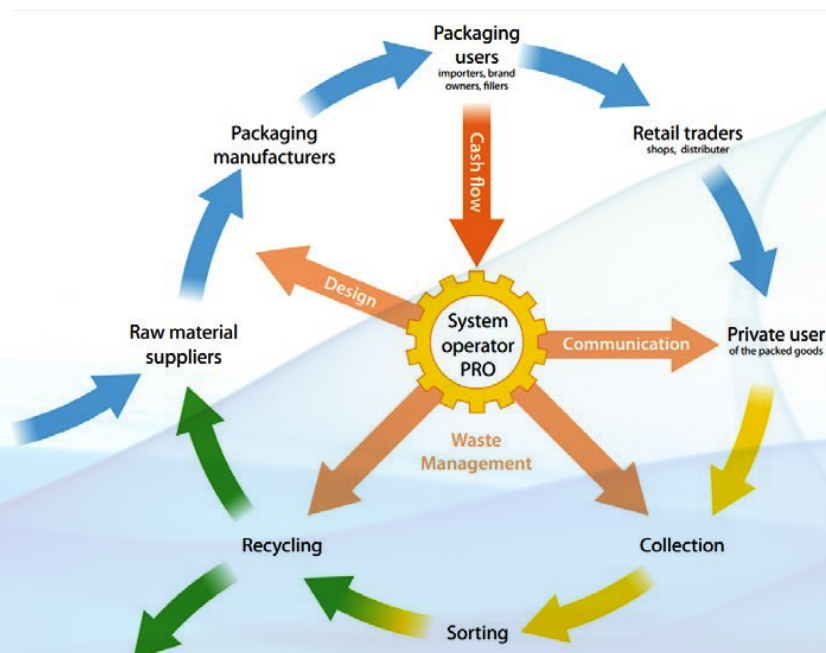 Packaging
users
importers, brand
owners, fillers
Packaging
manufacturers
Retail traders
shops, distributer
Cash flow
Design
System
operator
PRO
Communication
Raw material
suppliers
Private user
of the packed goods
Waste
Management
Recycling
Collection
Sorting